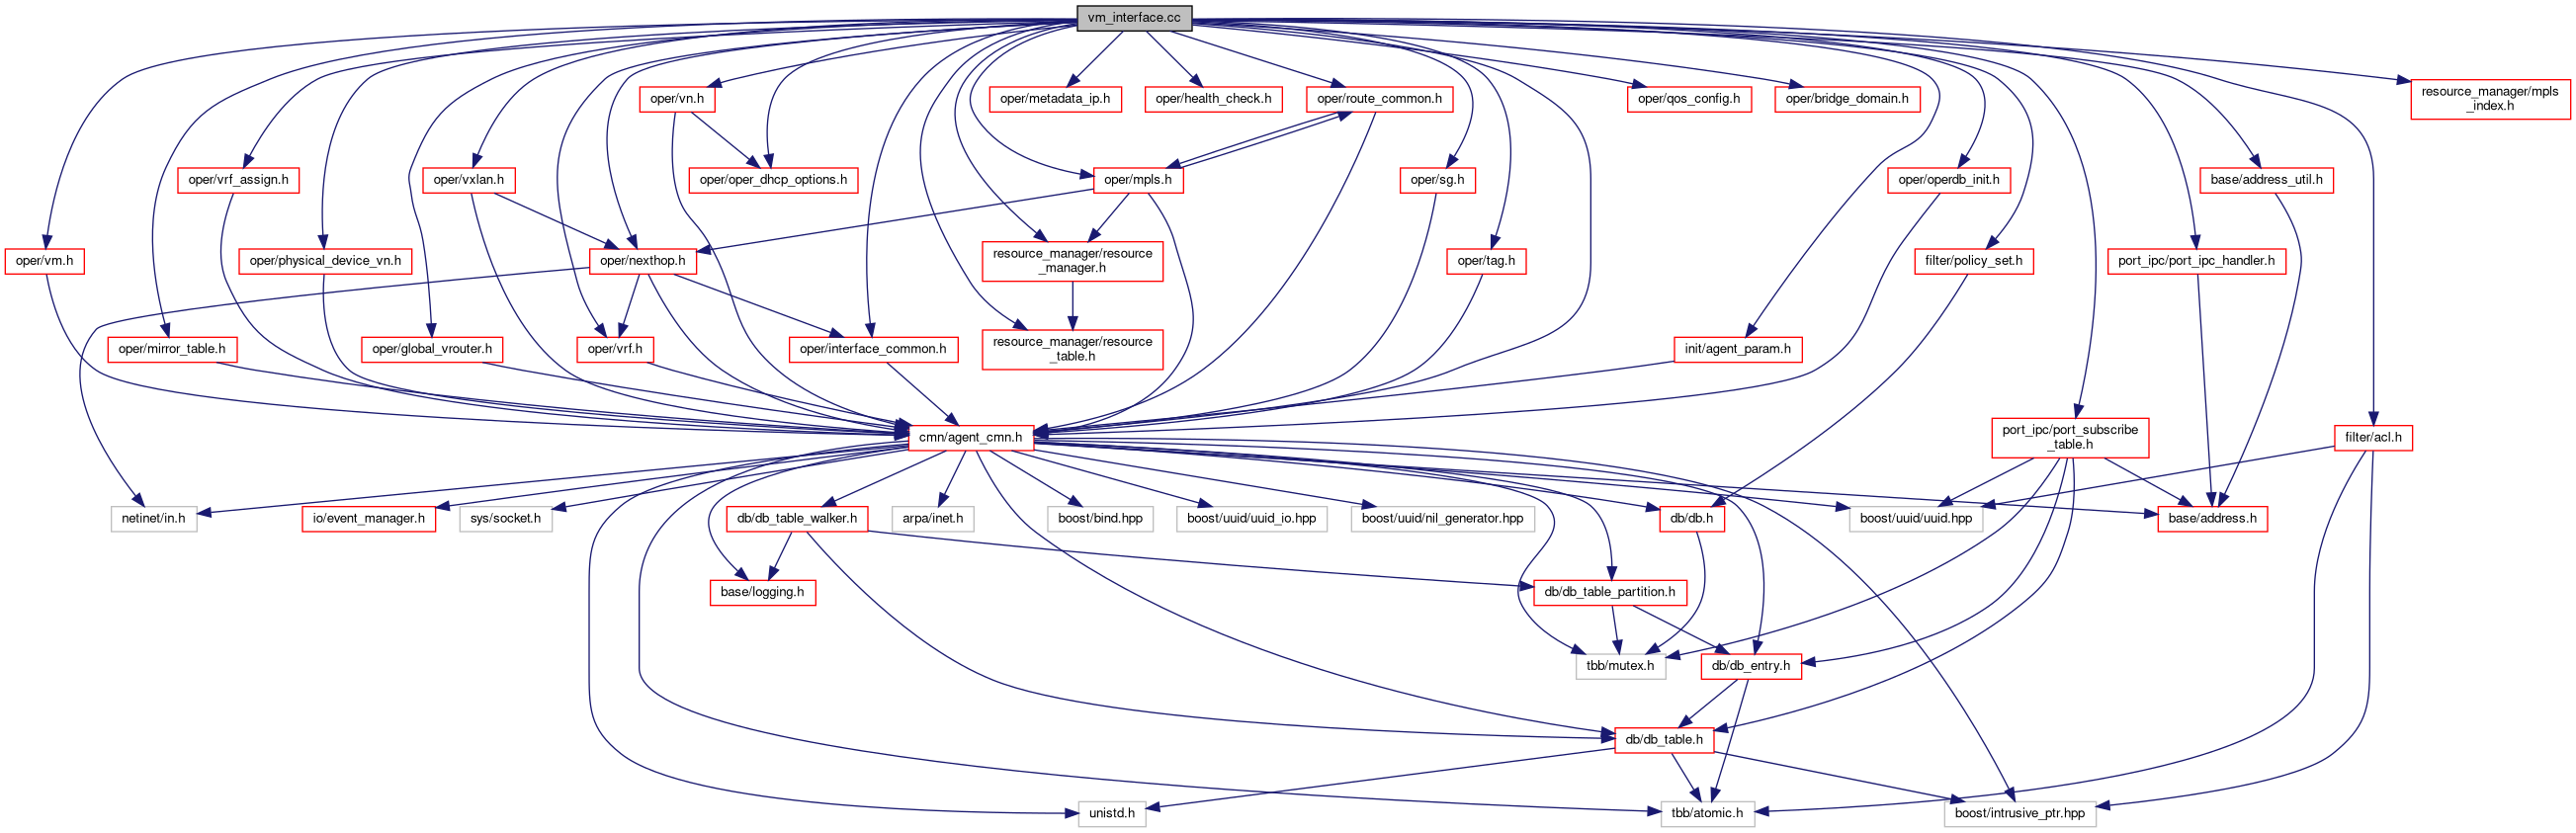 vm_interface.cc
oper/vn.h
oper/metadata_ip.h
oper/health_check.h
oper/route_common.h
oper/qos_config.h
oper/bridge_domain.h
resource_manager/mpls
_index.h
oper/vrf_assign.h
oper/vxlan.h
oper/oper_dhcp_options.h
oper/mpls.h
oper/sg.h
oper/operdb_init.h
base/address_util.h
oper/vm.h
oper/physical_device_vn.h
oper/nexthop.h
resource_manager/resource
_manager.h
oper/tag.h
filter/policy_set.h
port_ipc/port_ipc_handler.h
oper/mirror_table.h
oper/global_vrouter.h
oper/vrf.h
oper/interface_common.h
resource_manager/resource
_table.h
init/agent_param.h
cmn/agent_cmn.h
port_ipc/port_subscribe
_table.h
filter/acl.h
netinet/in.h
io/event_manager.h
sys/socket.h
db/db_table_walker.h
arpa/inet.h
boost/bind.hpp
boost/uuid/uuid_io.hpp
boost/uuid/nil_generator.hpp
db/db.h
boost/uuid/uuid.hpp
base/address.h
base/logging.h
db/db_table_partition.h
tbb/mutex.h
db/db_entry.h
db/db_table.h
unistd.h
tbb/atomic.h
boost/intrusive_ptr.hpp